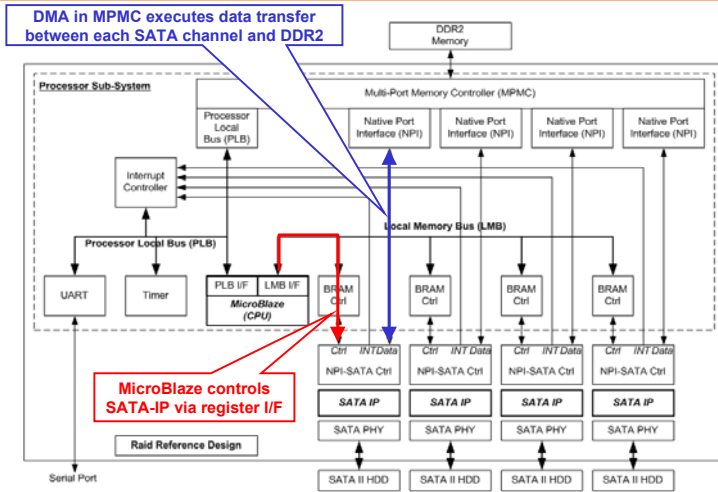 DMA in MPMC executes data transfer
between each SATA channel and DDR2
DDR2
Memory
Processor Sub-System
Multi-Port Memory Controller (MPMC)
Processor
Local
Bus (PLB)
Native Port
Interface (NPI)
Native Port
Interface (NPI)
Native Port
Interface (NPI)
Native Port
Interface (NPI)
Interrupt
Controller
Local Memory Bus (LMB)
Processor Local Bus (PLB)
UART
Timer
PLB I/F
LMB I/F
MicroBlaze
(CPU)
BRAM
Ctrl
BRAM
Ctrl
BRAM
Ctrl
BRAM
Ctrl
Ctrl INT Data
Ctrl INT Data
Ctrl INT Data
Ctrl INT Data
NPI-SATA Ctrl
NPI-SATA Ctrl
NPI-SATA Ctrl
NPI-SATA Ctrl
MicroBlaze controls
SATA-IP via register I/F
SATA IP
SATA IP
SATA IP
SATA IP
SATA PHY
SATA PHY
SATA PHY
SATA PHY
Raid Reference Design
Serial Port
SATA II HDD
SATA II HDD
SATA II HDD
SATA II HDD